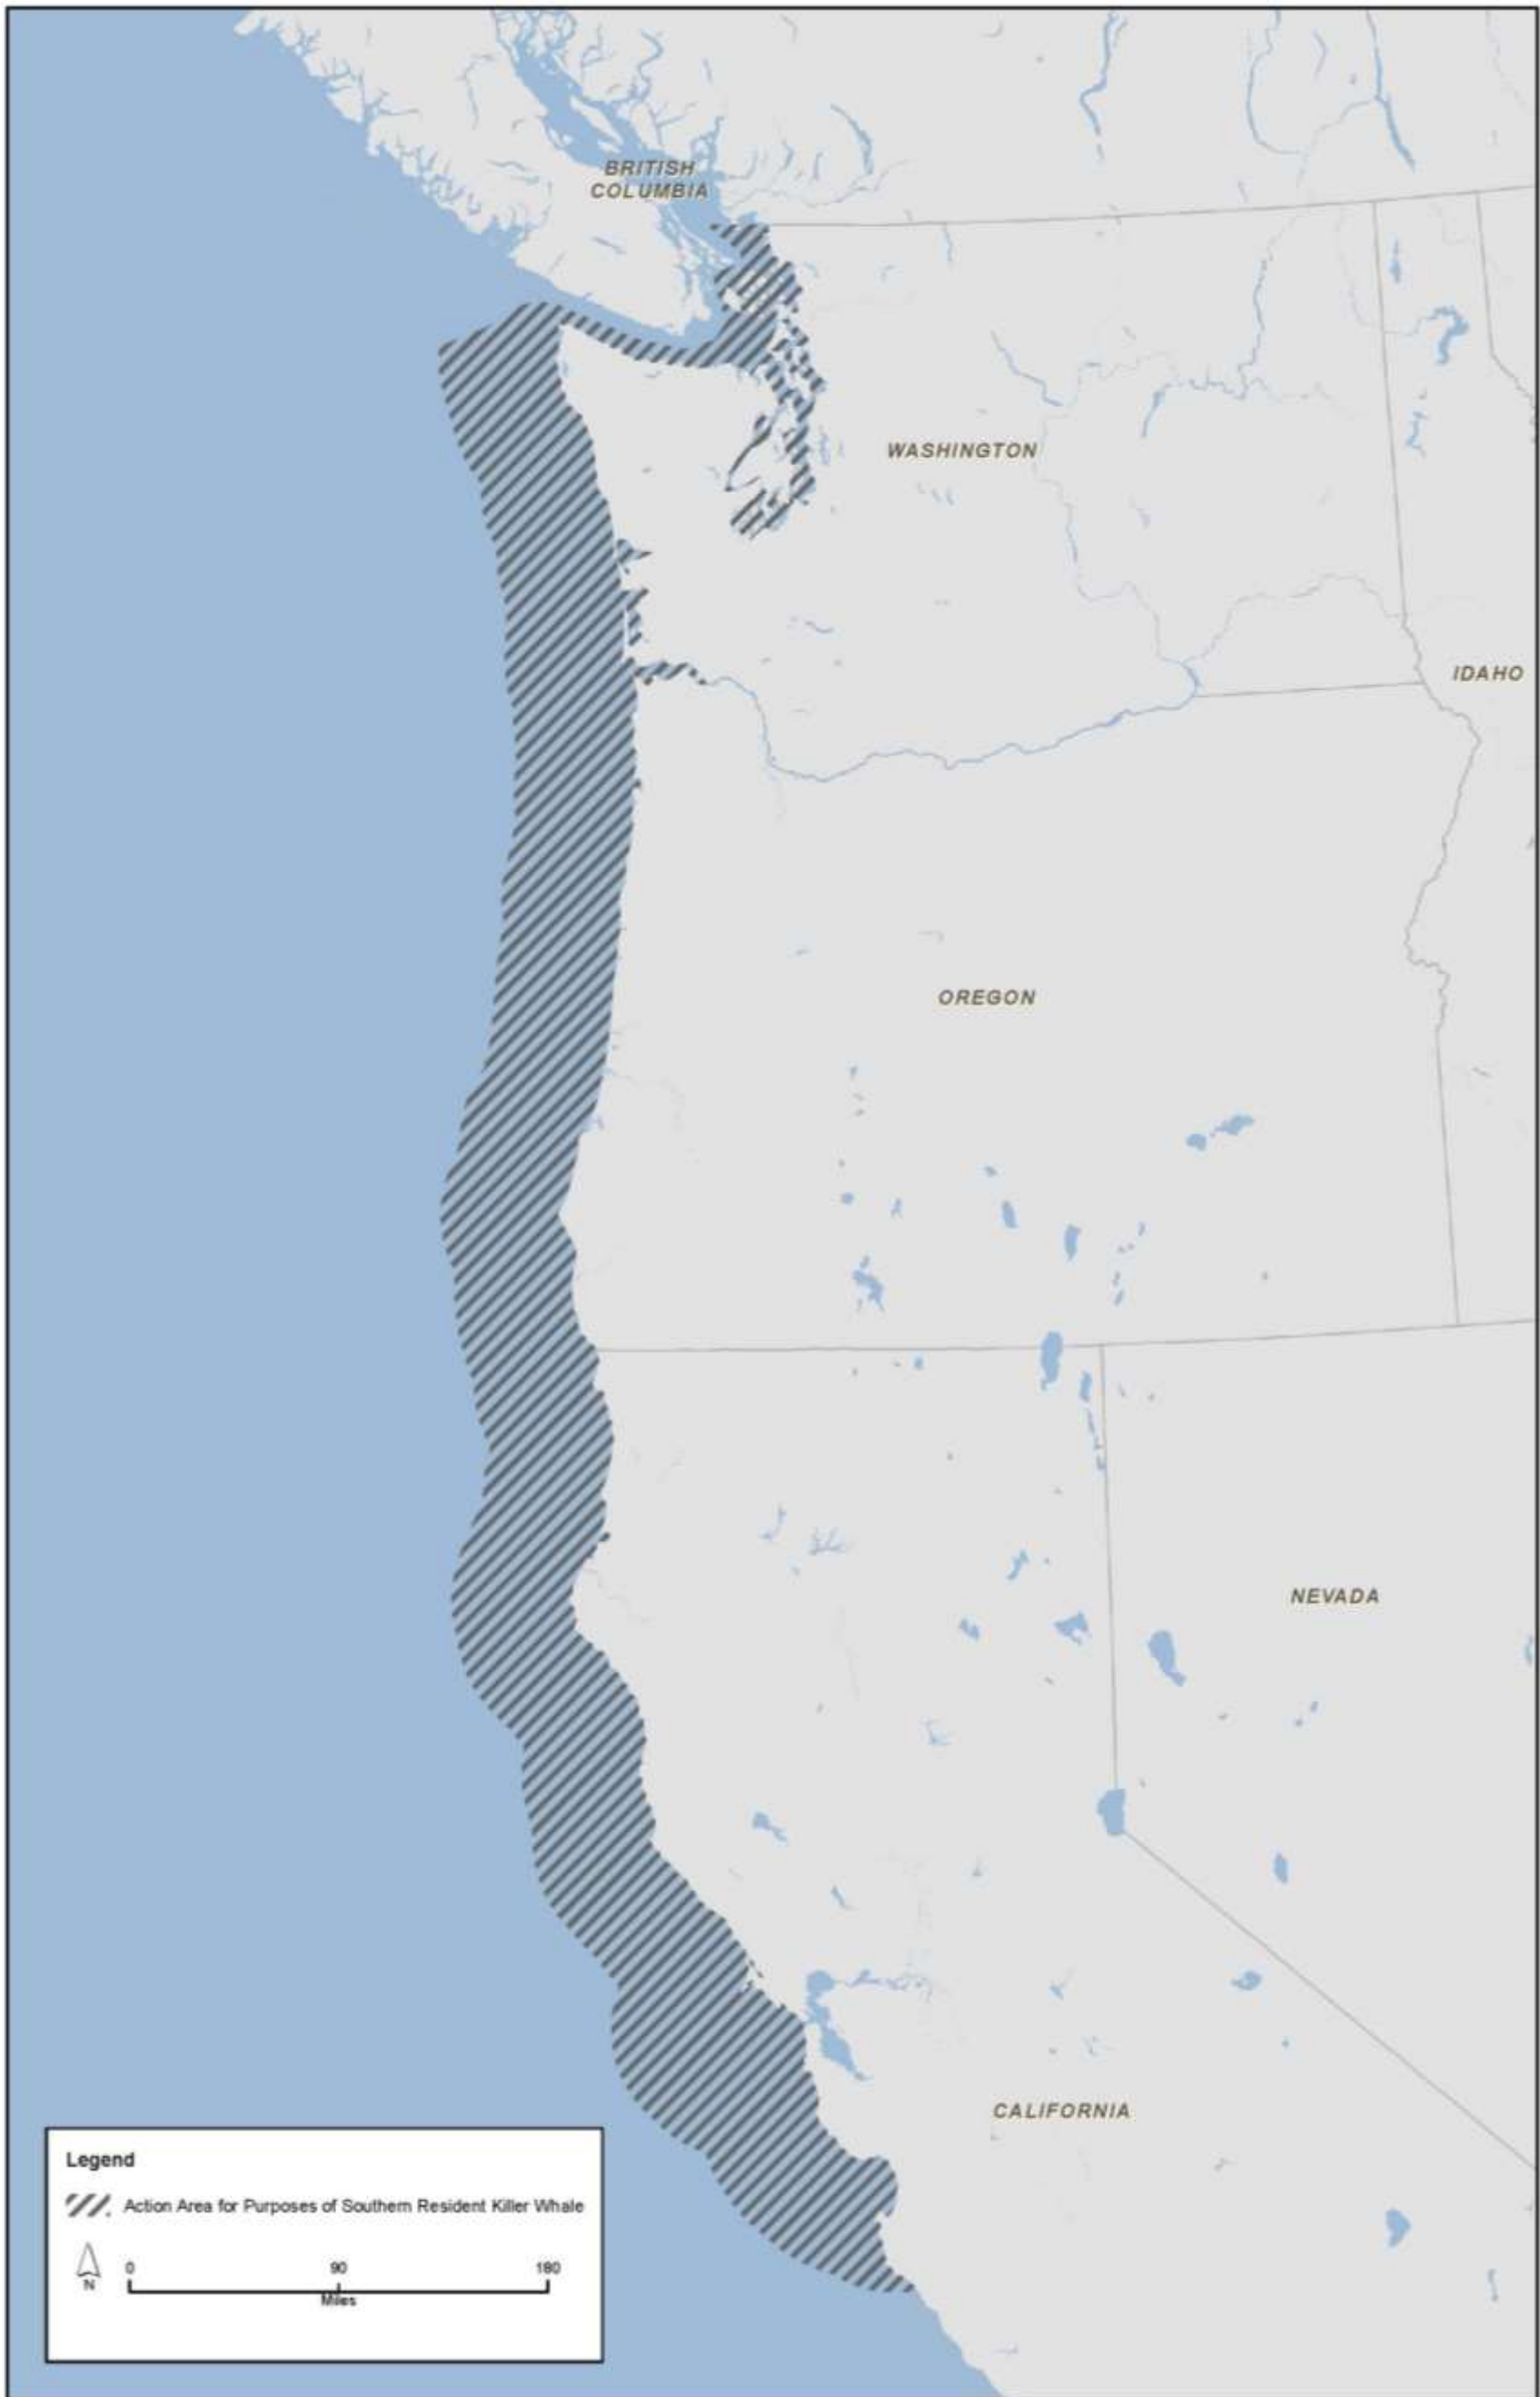 BRITISH
COLUMBIA
WASHINGTON
IDAHO
OREGON
NEVADA
CALIFORNIA
Legend
Action Area for Purposes of Southern Resident Killer Whale
0 90 180
N
Miles